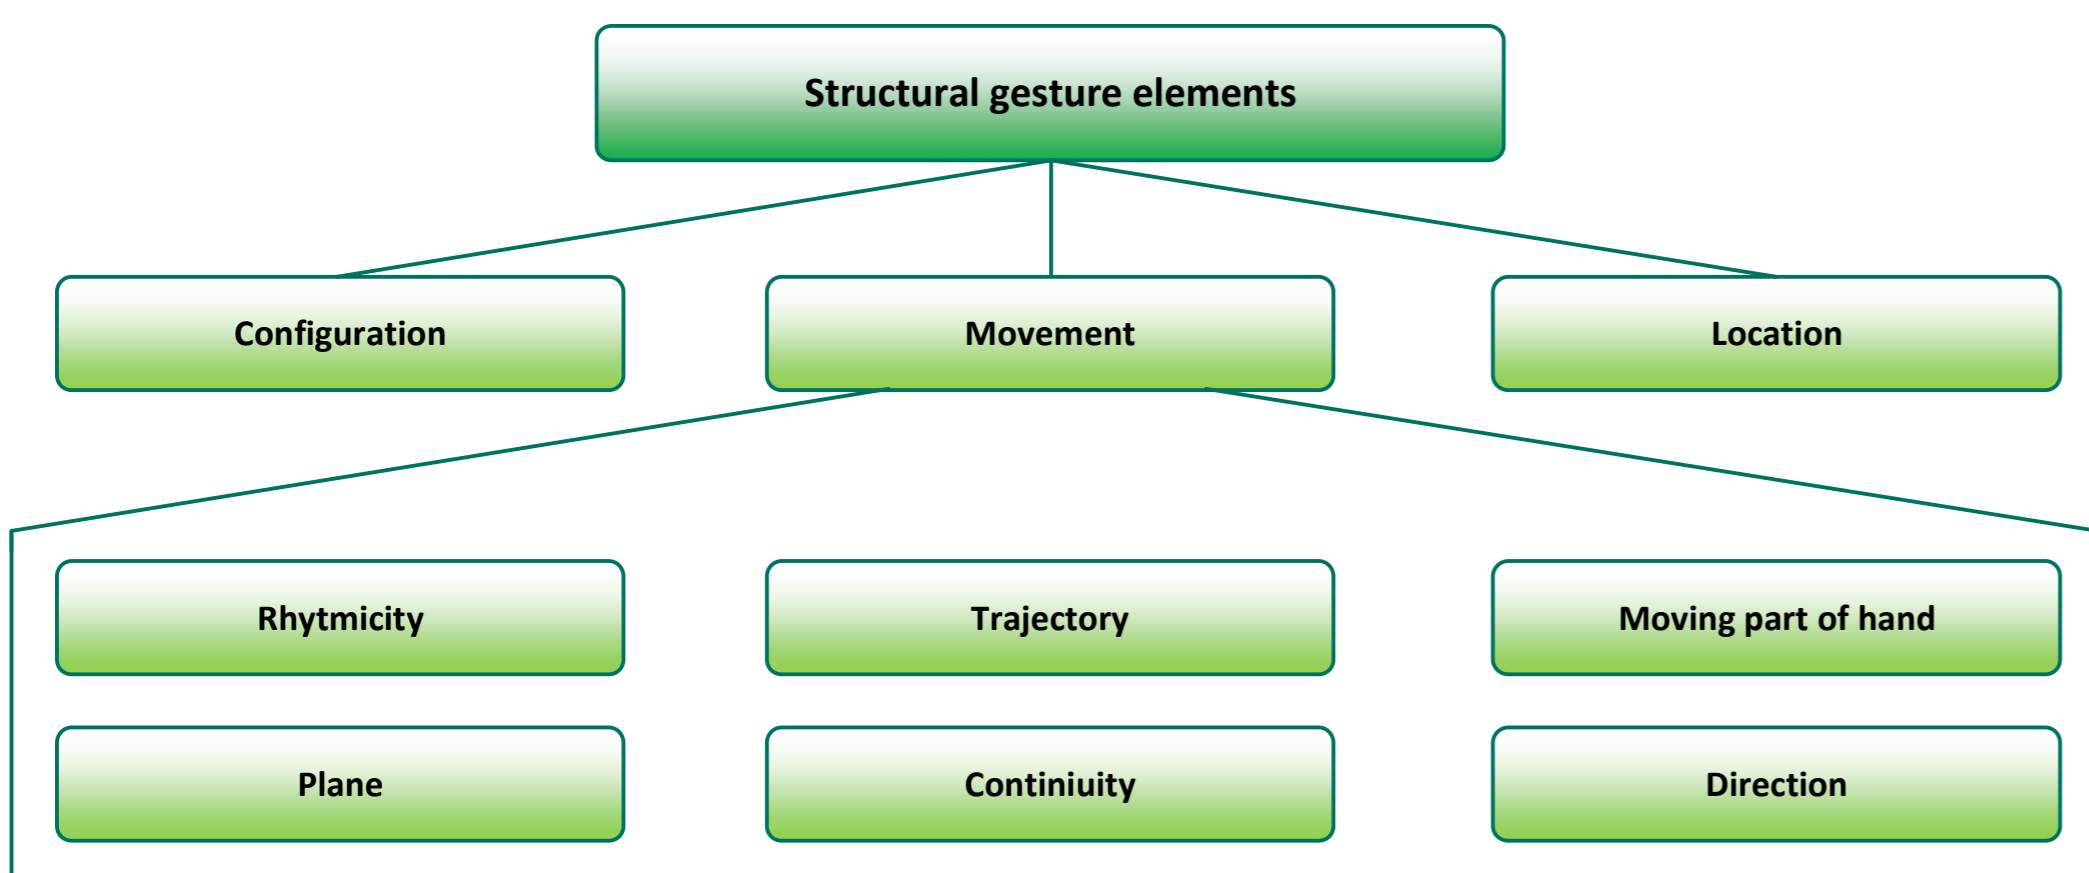 Structural gesture elements
Configuration
Movement
Location
Rhytmicity
Trajectory
Moving part of hand
Plane
Continiuity
Direction